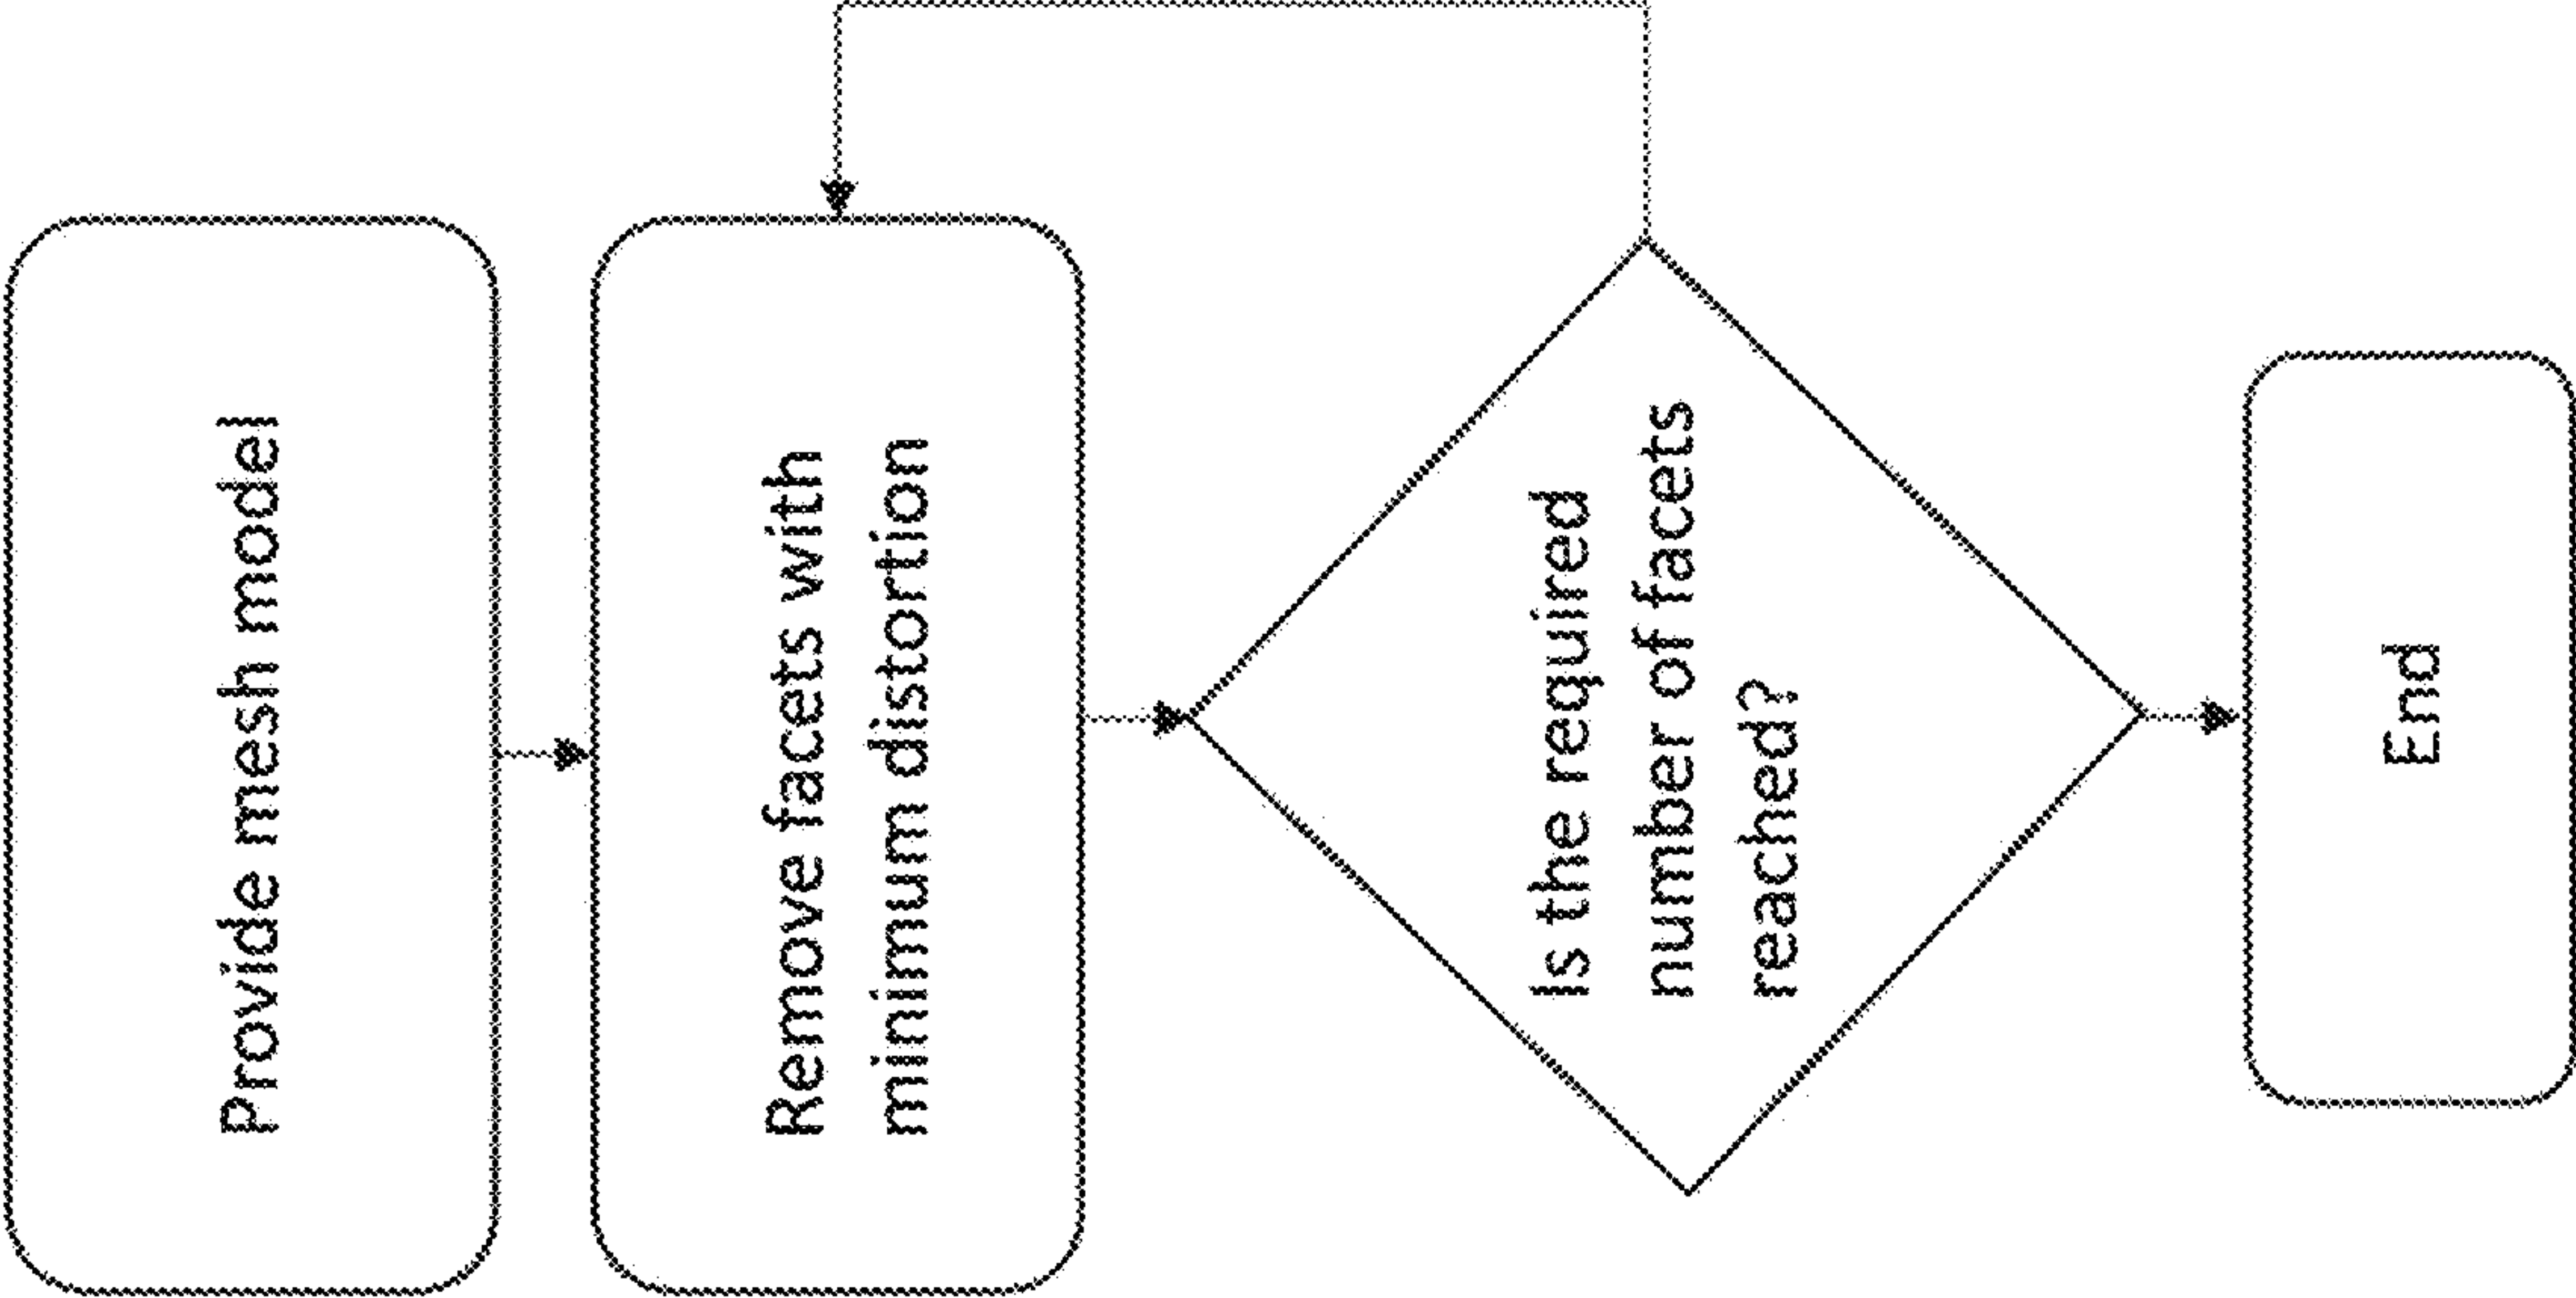 Provide mesh model
Remove facets with
minimum distortion
Is the required
number of facets
reached?
End